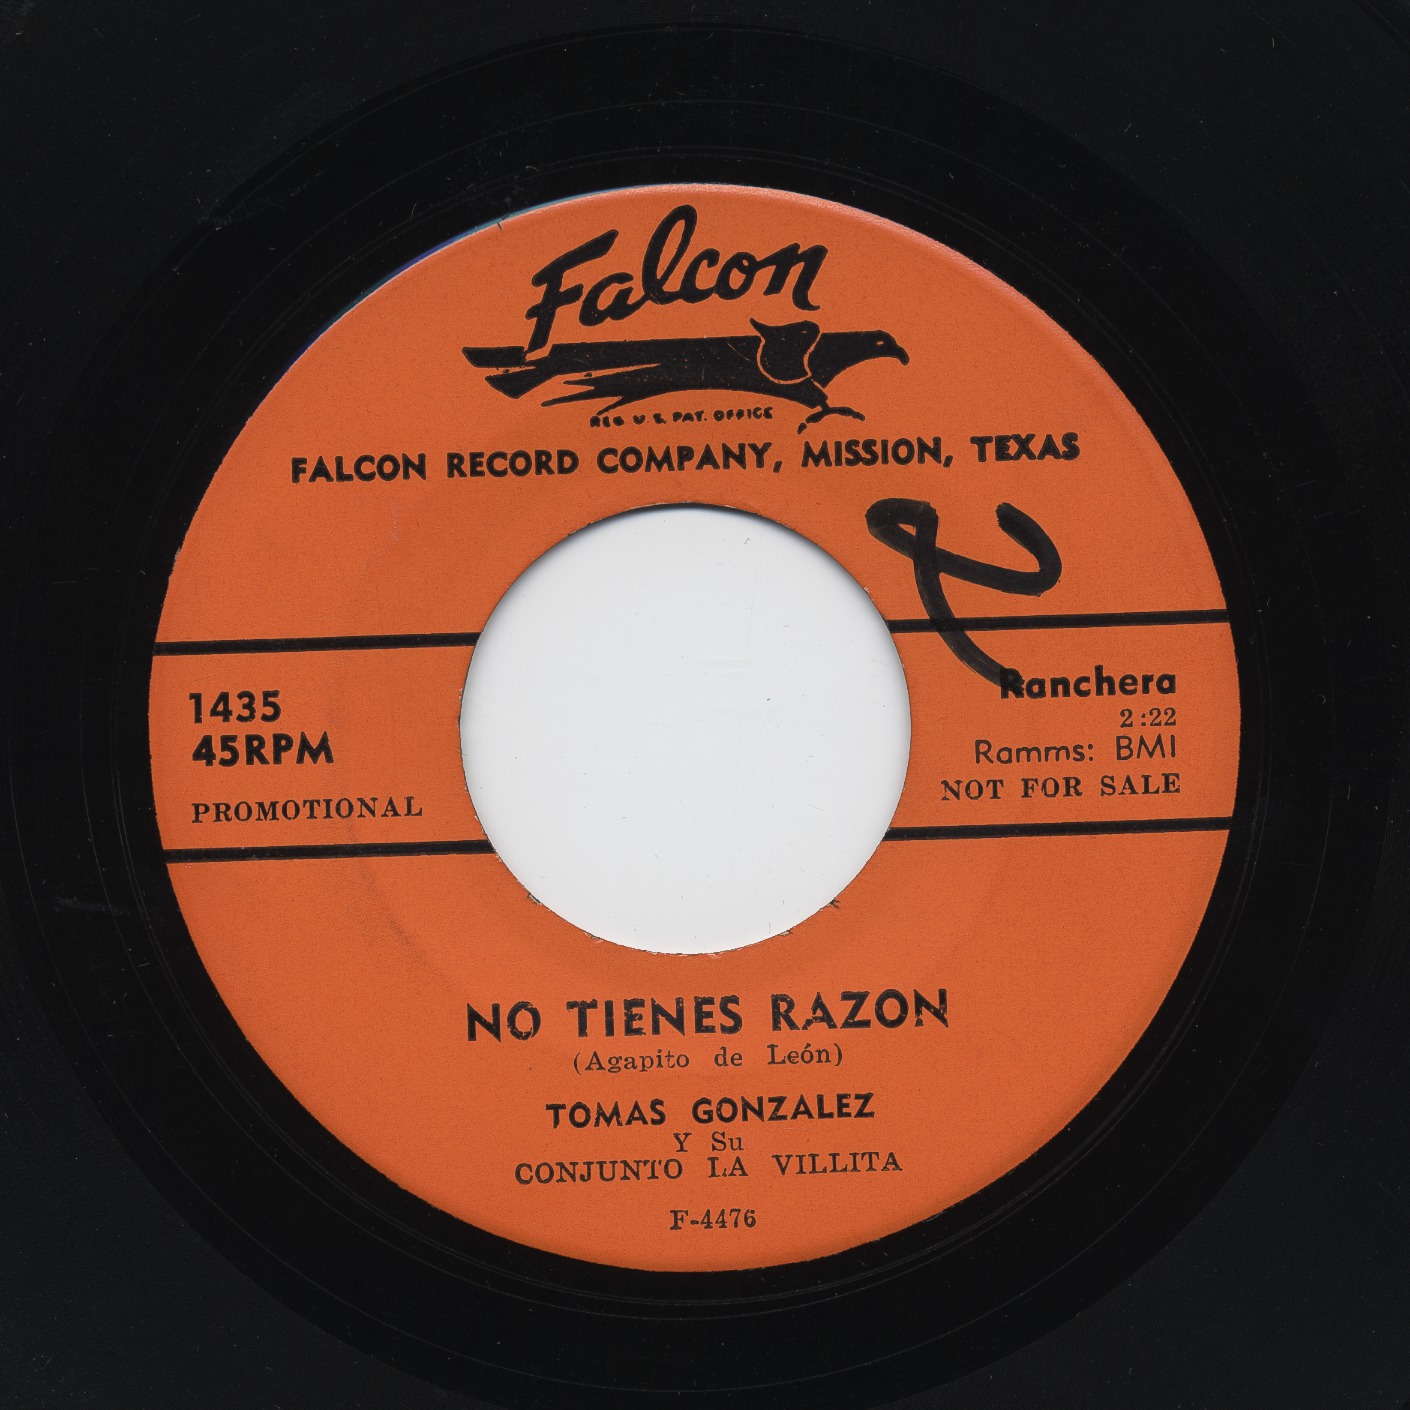 Falcon
REG. U. S. PAT. OFFICE
FALCON RECORD COMPANY, MISSION, TEXAS
1435
45RPM
PROMOTIONAL
Ranchera
2:22
Ramms: BMI
NOT FOR SALE
NO TIENES RAZON
(Agapito de León)
TOMAS GONZALEZ
Y Su
CONJUNTO LA VILLITA
F-4476